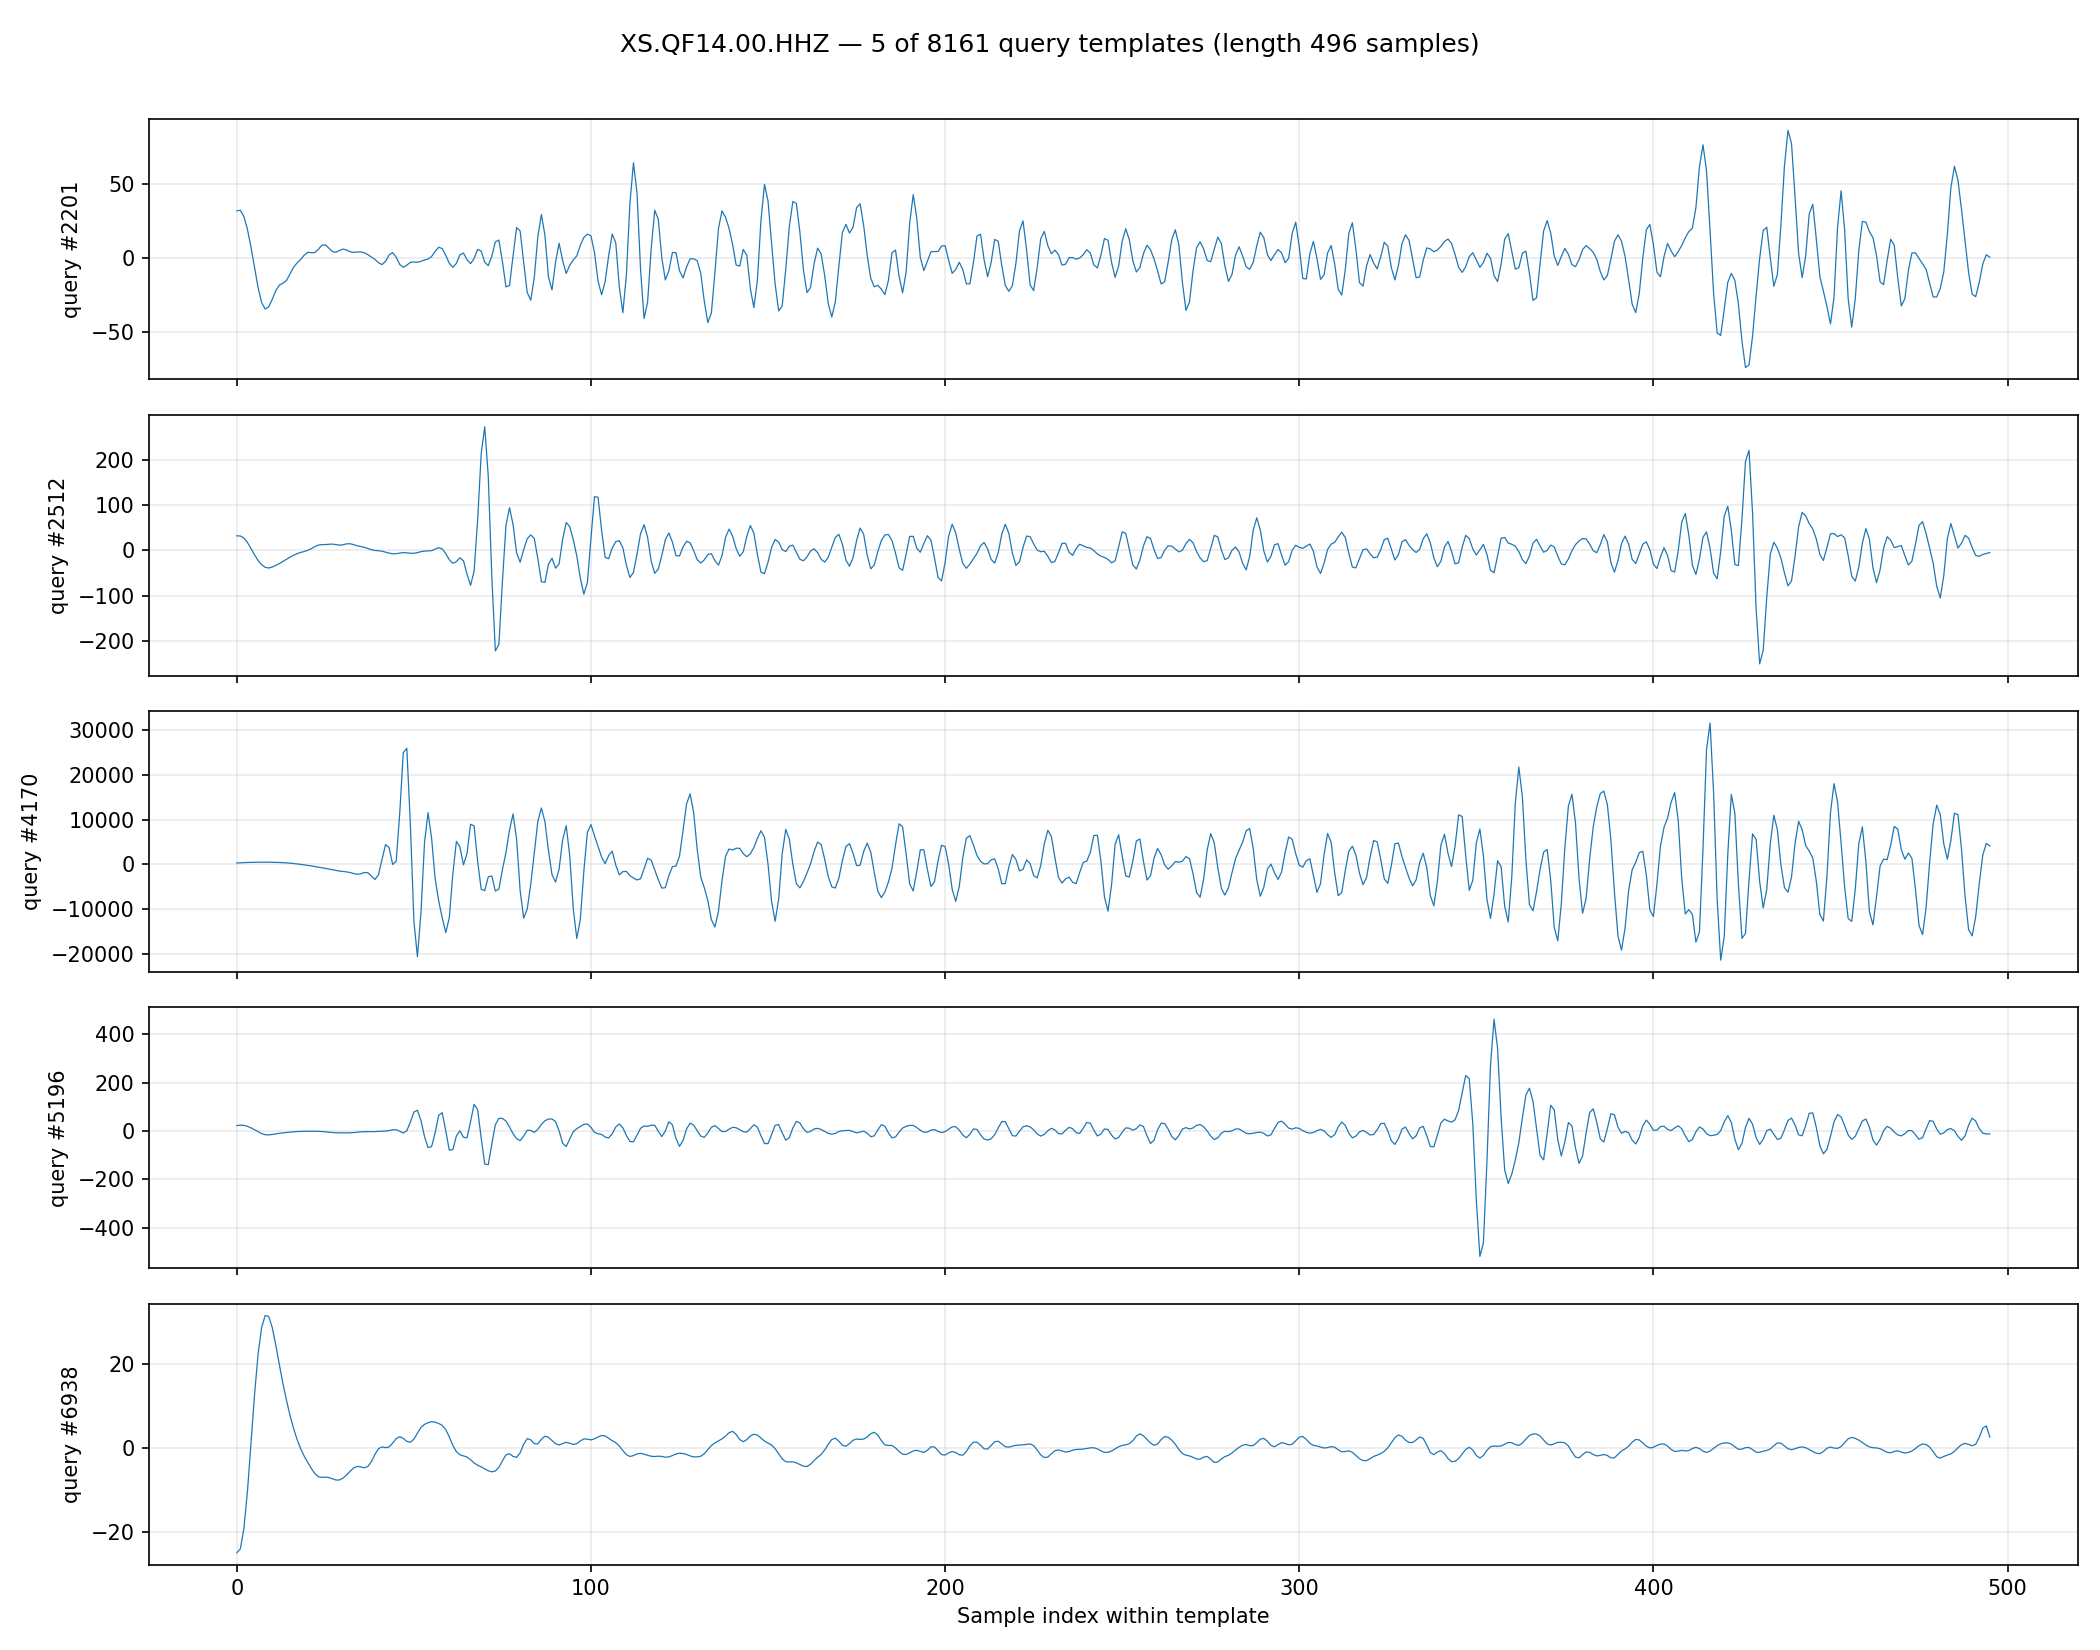 XS.QF14.00.HHZ — 5 of 8161 query templates (length 496 samples)
query #2201
50
0
−50
query #2512
200
100
0
−100
−200
query #4170
30000
20000
10000
0
−10000
−20000
query #5196
400
200
0
−200
−400
query #6938
20
0
−20
0 100 200 300 400 500
Sample index within template